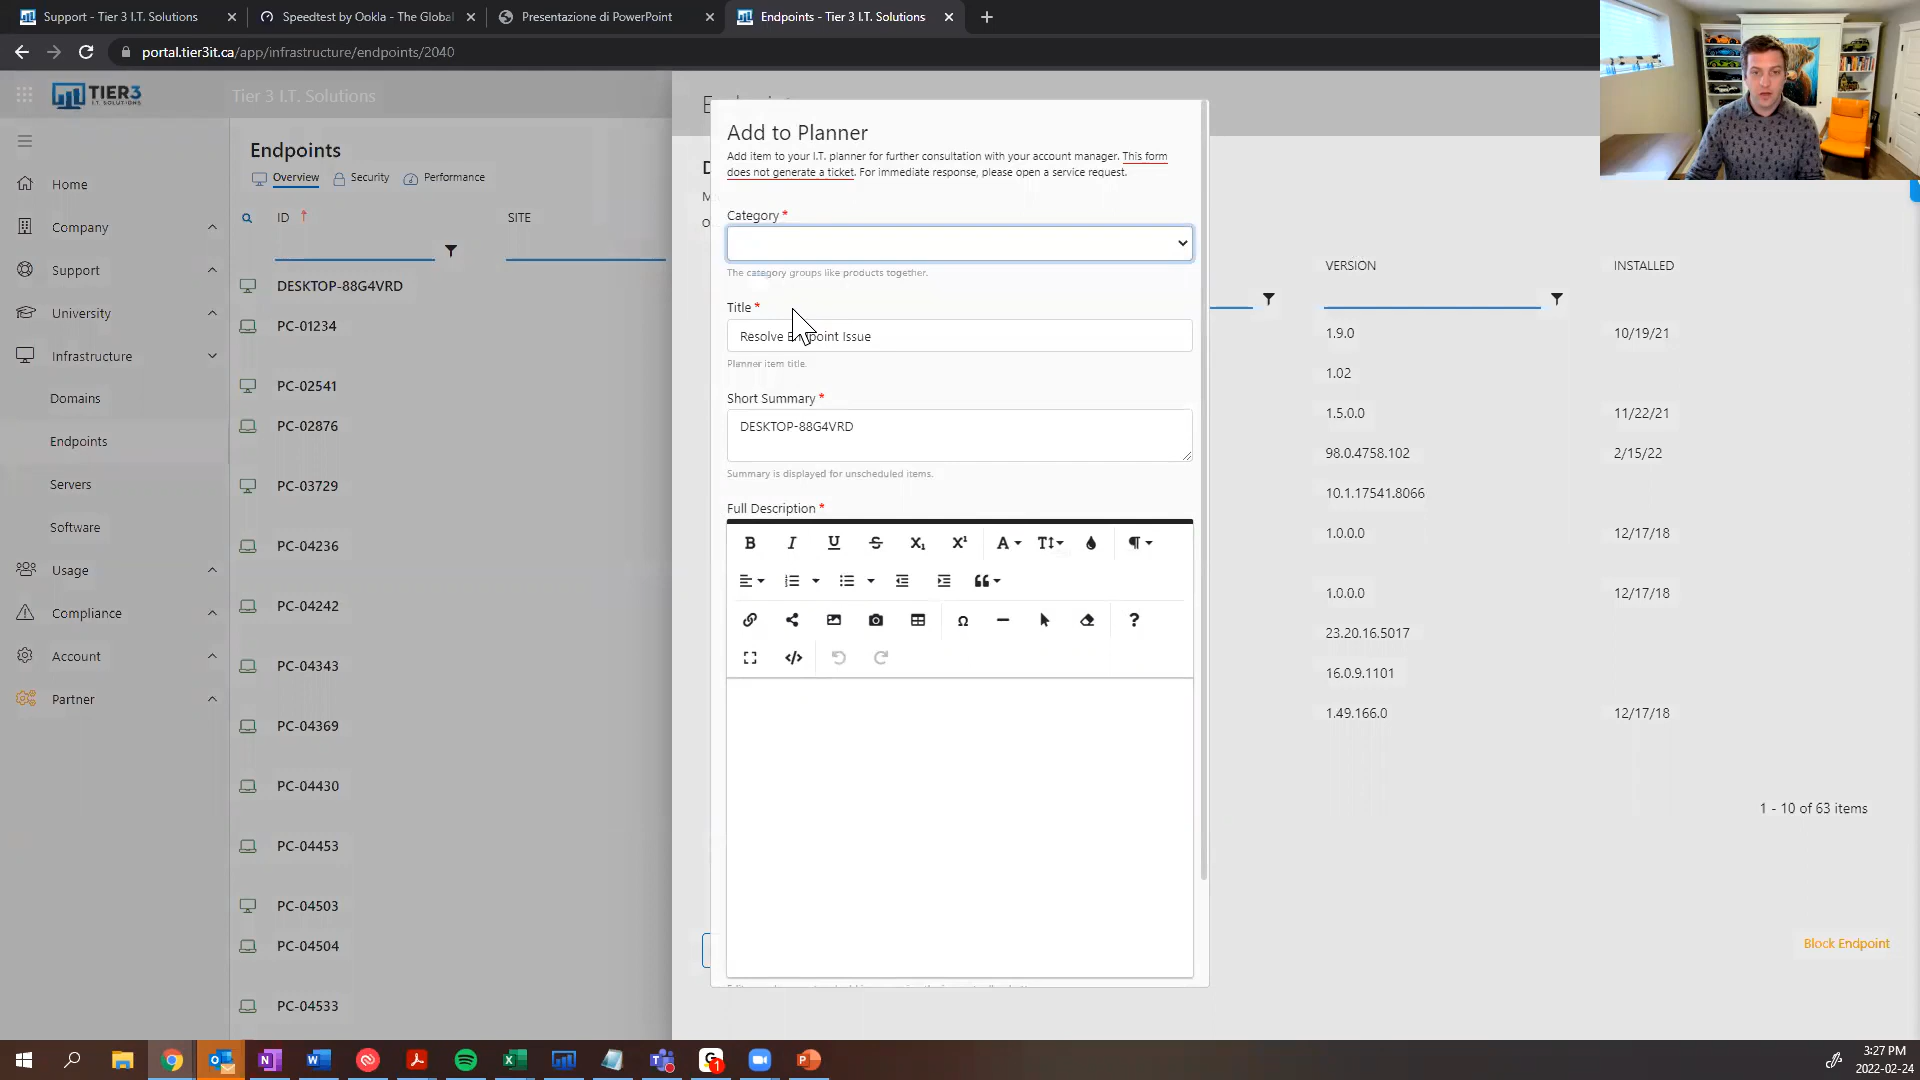 Support - Tier 3 I.T. Solutions
Speedtest by Ookla - The Global
Presentazione di PowerPoint
Endpoints - Tier 3 I.T. Solutions
portal.tier3it.ca/app/infrastructure/endpoints/2040
TIER3
I.T. SOLUTIONS
Tier 3 I.T. Solutions
Home
Company
Support
University
Infrastructure
Domains
Endpoints
Servers
Software
Usage
Compliance
Account
Partner
Endpoints
Overview
Security
Performance
ID
SITE
DESKTOP-88G4VRD
PC-01234
PC-02541
PC-02876
PC-03729
PC-04236
PC-04242
PC-04343
PC-04369
PC-04430
PC-04453
PC-04503
PC-04504
PC-04533
Add to Planner
Add item to your I.T. planner for further consultation with your account manager. This form
does not generate a ticket. For immediate response, please open a service request.
Category *
The category groups like products together.
Title *
Resolve Endpoint Issue
Planner item title.
Short Summary *
DESKTOP-88G4VRD
Summary is displayed for unscheduled items.
Full Description *
VERSION
INSTALLED
1.9.0
10/19/21
1.02
1.5.0.0
11/22/21
98.0.4758.102
2/15/22
10.1.17541.8066
1.0.0.0
12/17/18
1.0.0.0
12/17/18
23.20.16.5017
16.0.9.1101
1.49.166.0
12/17/18
1 - 10 of 63 items
Block Endpoint
3:27 PM
2022-02-24